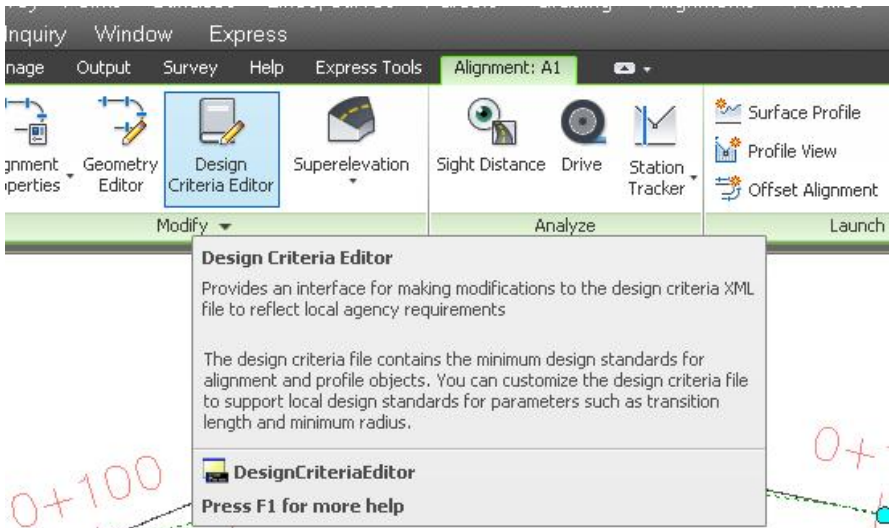 Inquiry Window Express
nage Output Survey Help Express Tools Alignment: A1
gnment Properties
Geometry Editor
Design Criteria Editor
Superelevation
Sight Distance
Drive
Station Tracker
Surface Profile
Profile View
Offset Alignment
Modify Analyze Launch
Design Criteria Editor
Provides an interface for making modifications to the design criteria XML
file to reflect local agency requirements
The design criteria file contains the minimum design standards for
alignment and profile objects. You can customize the design criteria file
to support local design standards for parameters such as transition
length and minimum radius.
DesignCriteriaEditor
Press F1 for more help
0+100
0+